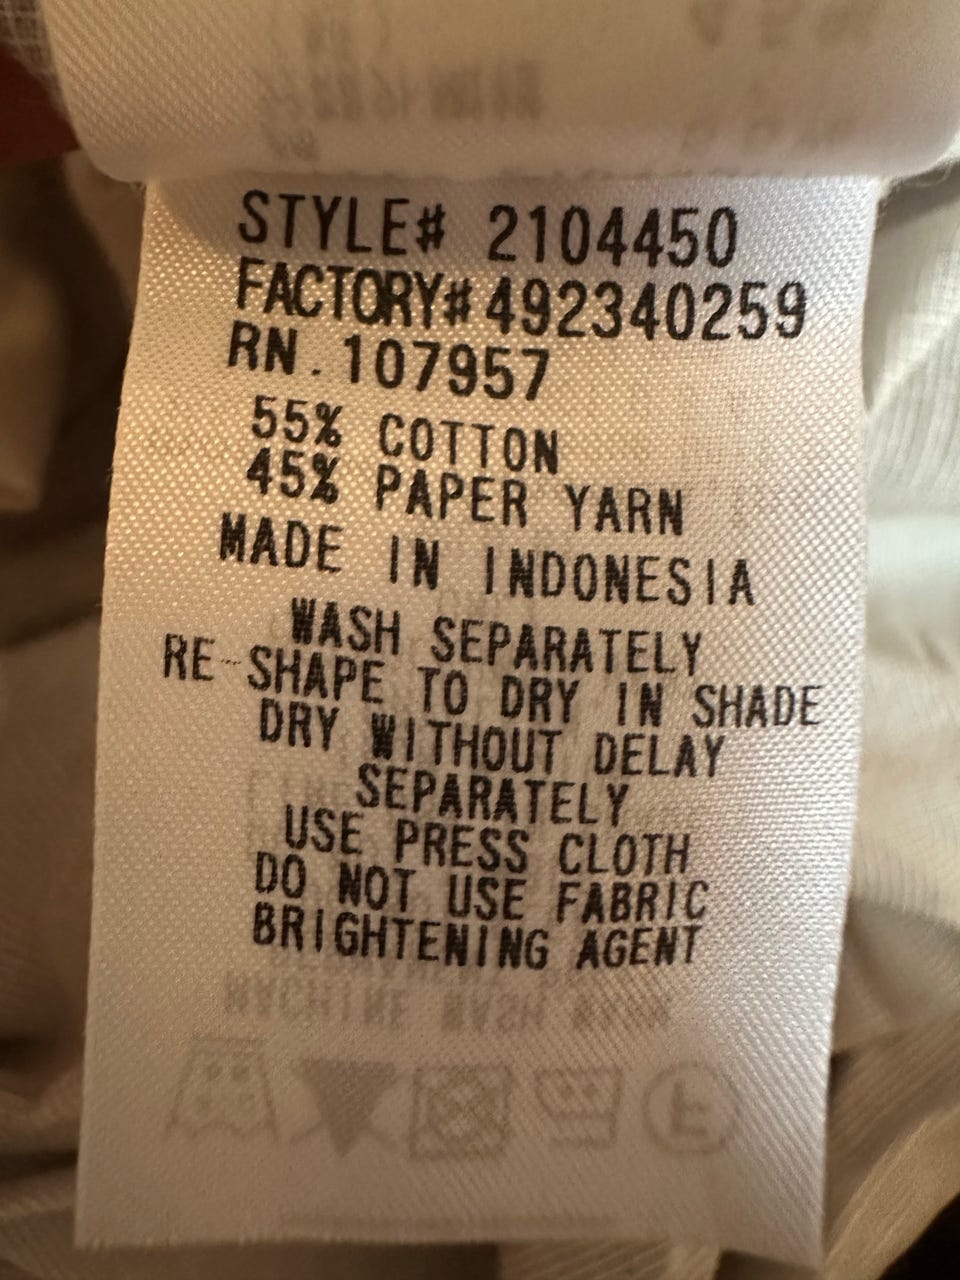 STYLE# 2104450
FACTORY# 492340259
RN. 107957
55% COTTON
45% PAPER YARN
MADE IN INDONESIA
WASH SEPARATELY
RE-SHAPE TO DRY IN SHADE
DRY WITHOUT DELAY
SEPARATELY
USE PRESS CLOTH
DO NOT USE FABRIC
BRIGHTENING AGENT